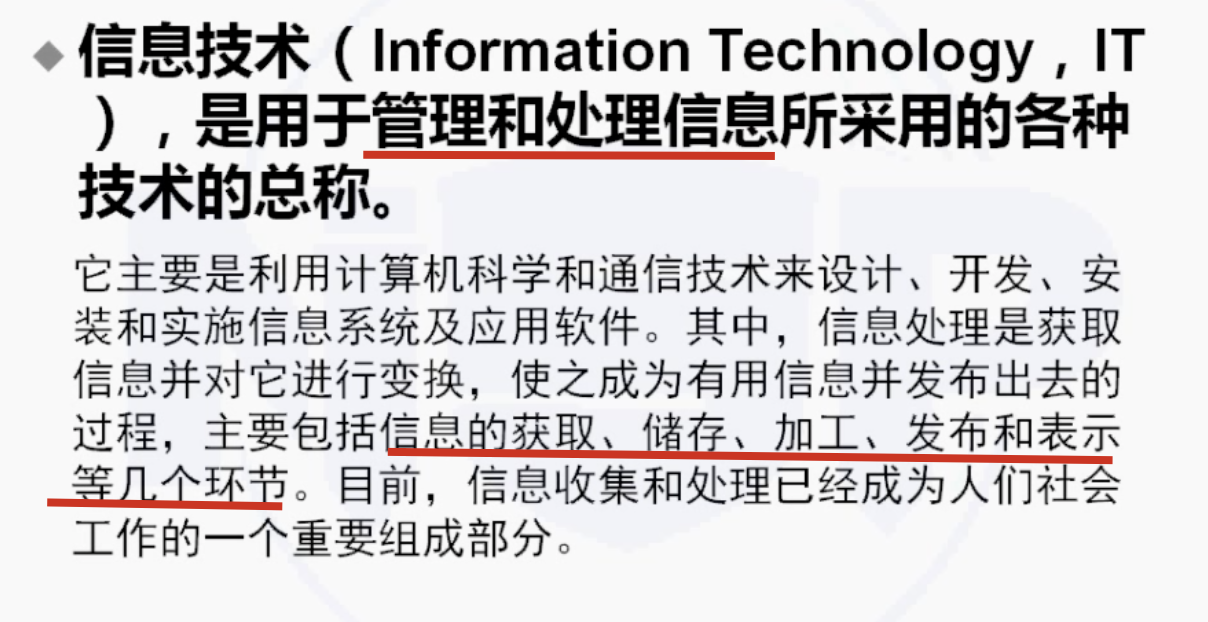 信息技术（Information Technology，IT
），是用于管理和处理信息所采用的各种
技术的总称。
它主要是利用计算机科学和通信技术来设计、开发、安
装和实施信息系统及应用软件。其中，信息处理是获取
信息并对它进行变换，使之成为有用信息并发布出去的
过程，主要包括信息的获取、储存、加工、发布和表示
等几个环节。目前，信息收集和处理已经成为人们社会
工作的一个重要组成部分。